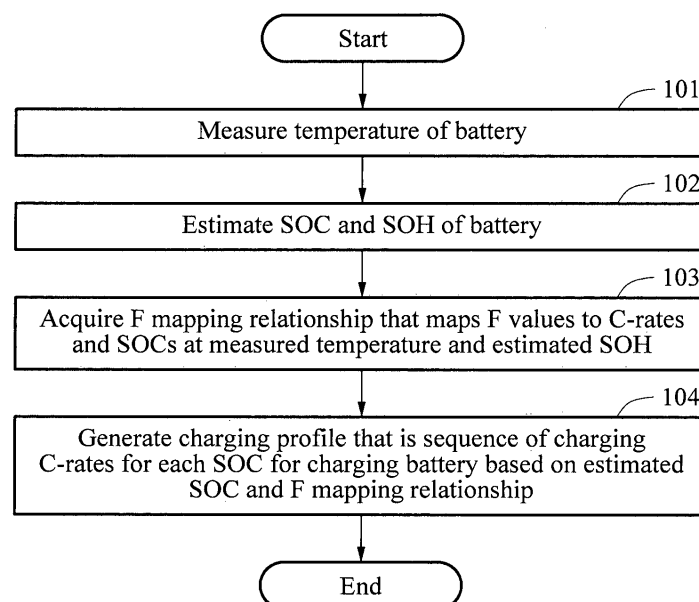 Start
101
Measure temperature of battery
102
Estimate SOC and SOH of battery
103
Acquire F mapping relationship that maps F values to C-rates
and SOCs at measured temperature and estimated SOH
104
Generate charging profile that is sequence of charging
C-rates for each SOC for charging battery based on estimated
SOC and F mapping relationship
End